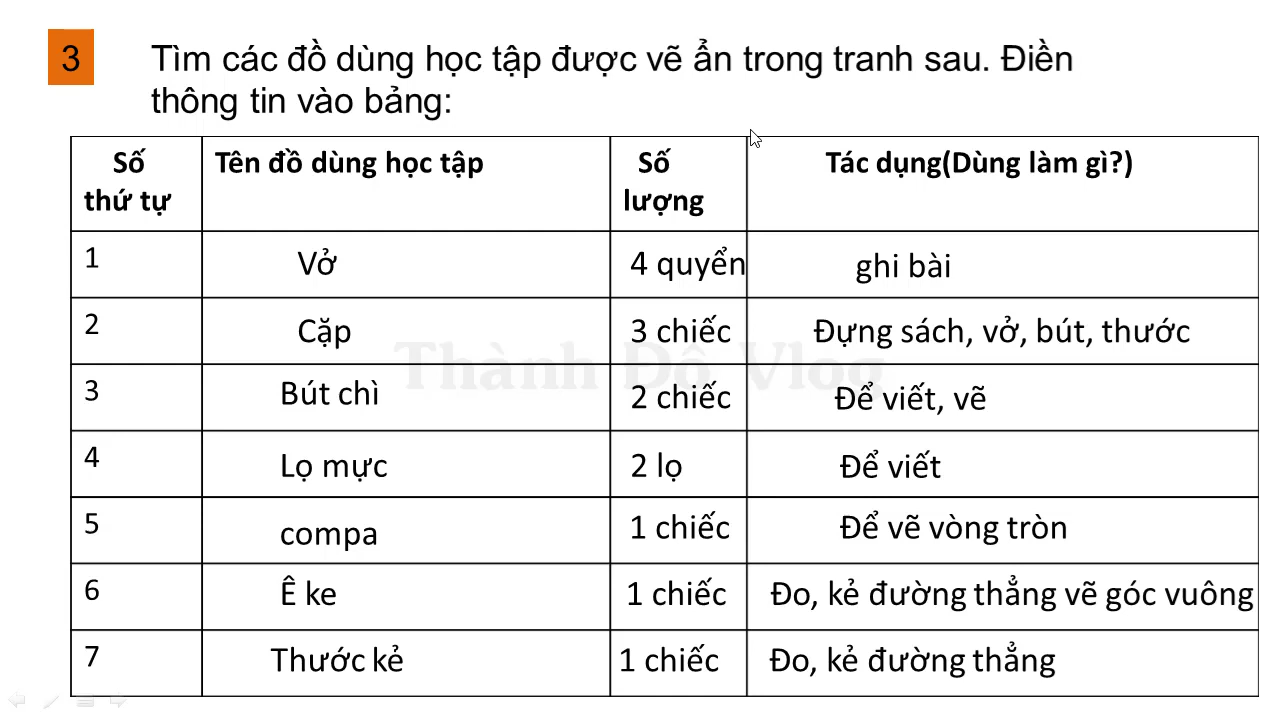 3
Tìm các đồ dùng học tập được vẽ ẩn trong tranh sau. Điền
thông tin vào bảng:
Số thứ tự Tên đồ dùng học tập Số lượng Tác dụng(Dùng làm gì?)
1 Vở 4 quyển ghi bài
2 Cặp 3 chiếc Đựng sách, vở, bút, thước
Thành Đô Vlog
3 Bút chì 2 chiếc Để viết, vẽ
4 Lọ mực 2 lọ Để viết
5 compa 1 chiếc Để vẽ vòng tròn
6 Ê ke 1 chiếc Đo, kẻ đường thẳng vẽ góc vuông
7 Thước kẻ 1 chiếc Đo, kẻ đường thẳng